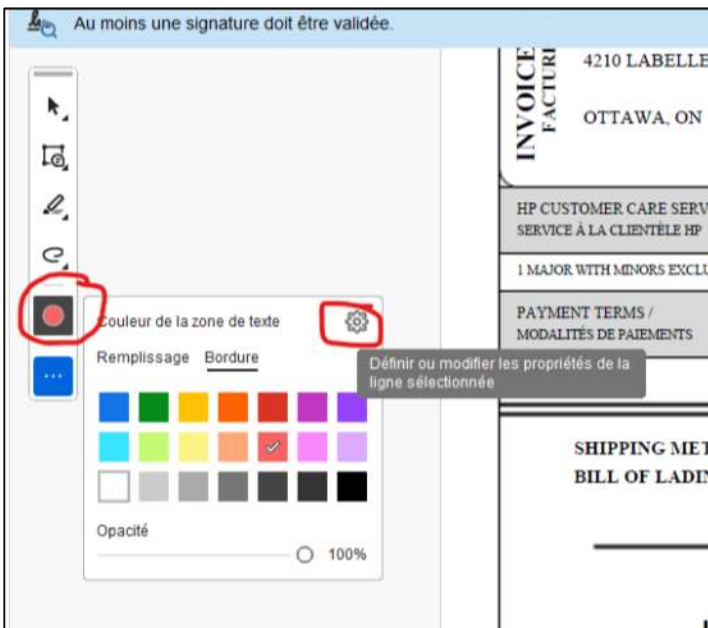 Au moins une signature doit être validée.
INVOICE
FACTURE
4210 LABELLE
OTTAWA, ON
HP CUSTOMER CARE SERV
SERVICE À LA CLIENTÈLE HP
1 MAJOR WITH MINORS EXCLU
PAYMENT TERMS /
MODALITÉS DE PAIEMENTS
Couleur de la zone de texte
Remplissage Bordure
Définir ou modifier les propriétés de la
ligne sélectionnée
Opacité
100%
SHIPPING MET
BILL OF LADIN